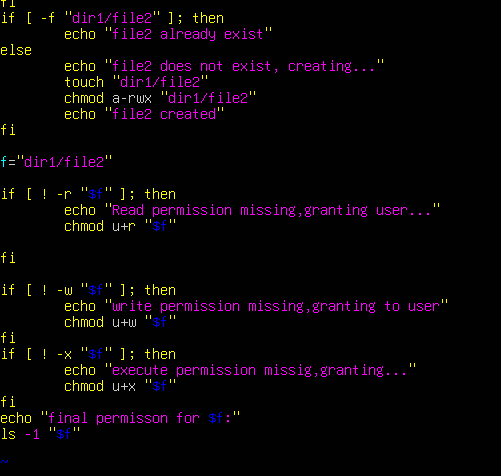 fi
if [ -f "dir1/file2" ]; then
        echo "file2 already exist"
else
        echo "file2 does not exist, creating..."
        touch "dir1/file2"
        chmod a-rwx "dir1/file2"
        echo "file2 created"
fi
f="dir1/file2"
if [ ! -r "$f" ]; then
        echo "Read permission missing,granting user..."
        chmod u+r "$f"
fi
if [ ! -w "$f" ]; then
        echo "write permission missing,granting to user"
        chmod u+w "$f"
fi
if [ ! -x "$f" ]; then
        echo "execute permission missig,granting..."
        chmod u+x "$f"
fi
echo "final permisson for $f:"
ls -1 "$f"
~